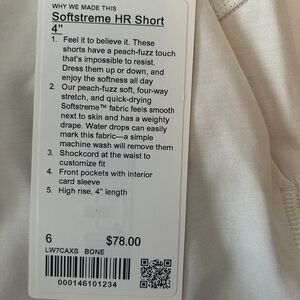 WHY WE MADE THIS
Softstreme HR Short
4"
1. Feel it to believe it. These
shorts have a peach-fuzz touch
that's impossible to resist.
Dress them up or down, and
enjoy the softness all day
2. Our peach-fuzz soft, four-way
stretch, and quick-drying
Softstreme™ fabric feels smooth
next to skin and has a weighty
drape. Water drops can easily
mark this fabric—a simple
machine wash will remove them
3. Shockcord at the waist to
customize fit
4. Front pockets with interior
card sleeve
5. High rise, 4" length
6 $78.00
LW7CAXS BONE
000146101234